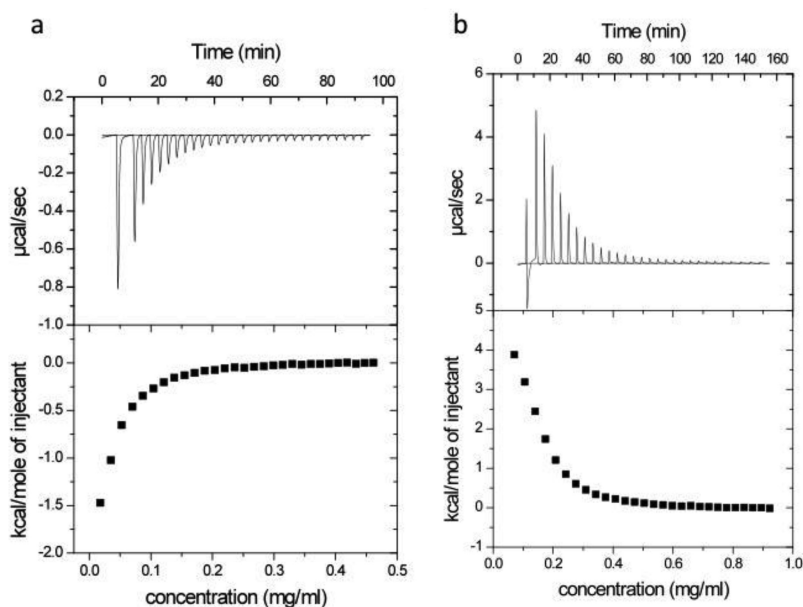 a
Time (min)
0 20 40 60 80 100
0.2
0.0
-0.2
-0.4
-0.6
-0.8
-1.0
µcal/sec
0.0
-0.5
-1.0
-1.5
-2.0
kcal/mole of injectant
0.0 0.1 0.2 0.3 0.4 0.5
concentration (mg/ml)
b
Time (min)
0 20 40 60 80 100 120 140 160
6
4
2
0
µcal/sec
5
4
3
2
1
0
-1
kcal/mole of injectant
0.0 0.2 0.4 0.6 0.8 1.0
concentration (mg/ml)